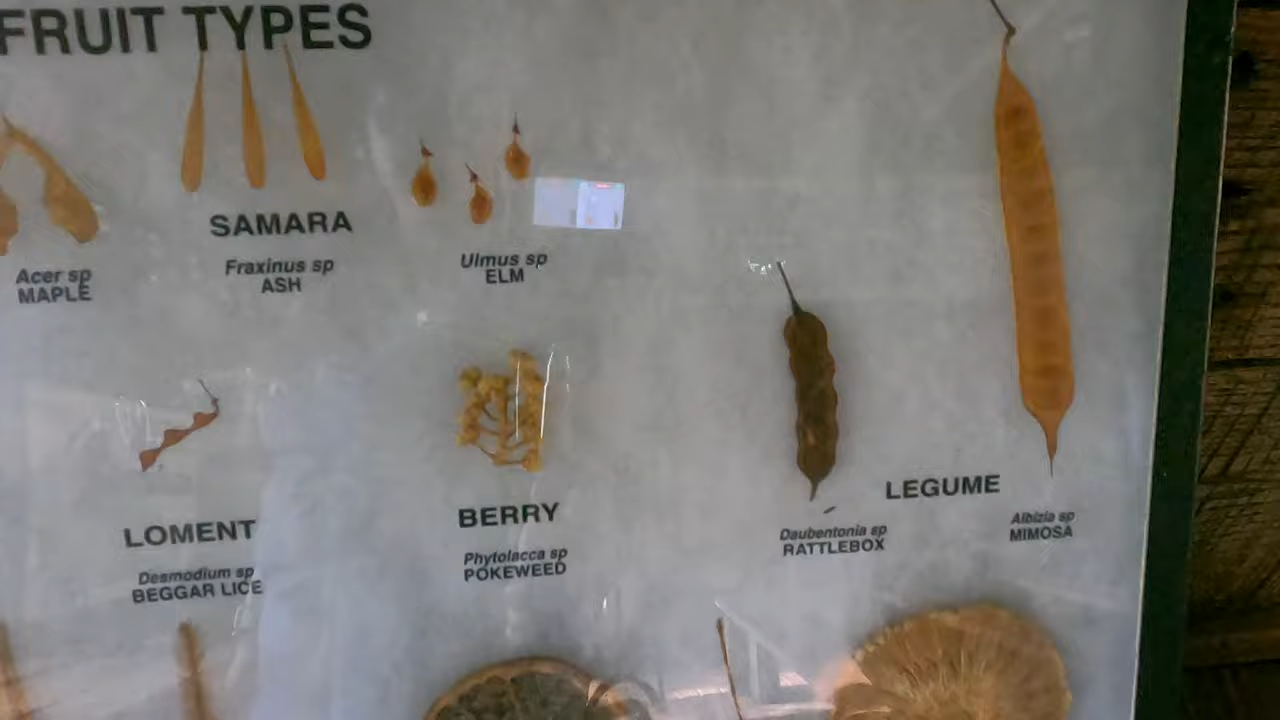 FRUIT TYPES
SAMARA
Acer sp
MAPLE
Fraxinus sp
ASH
Ulmus sp
ELM
LOMENT
Desmodium sp
BEGGAR LICE
BERRY
Phytolacca sp
POKEWEED
LEGUME
Daubentonia sp
RATTLEBOX
Albizia sp
MIMOSA